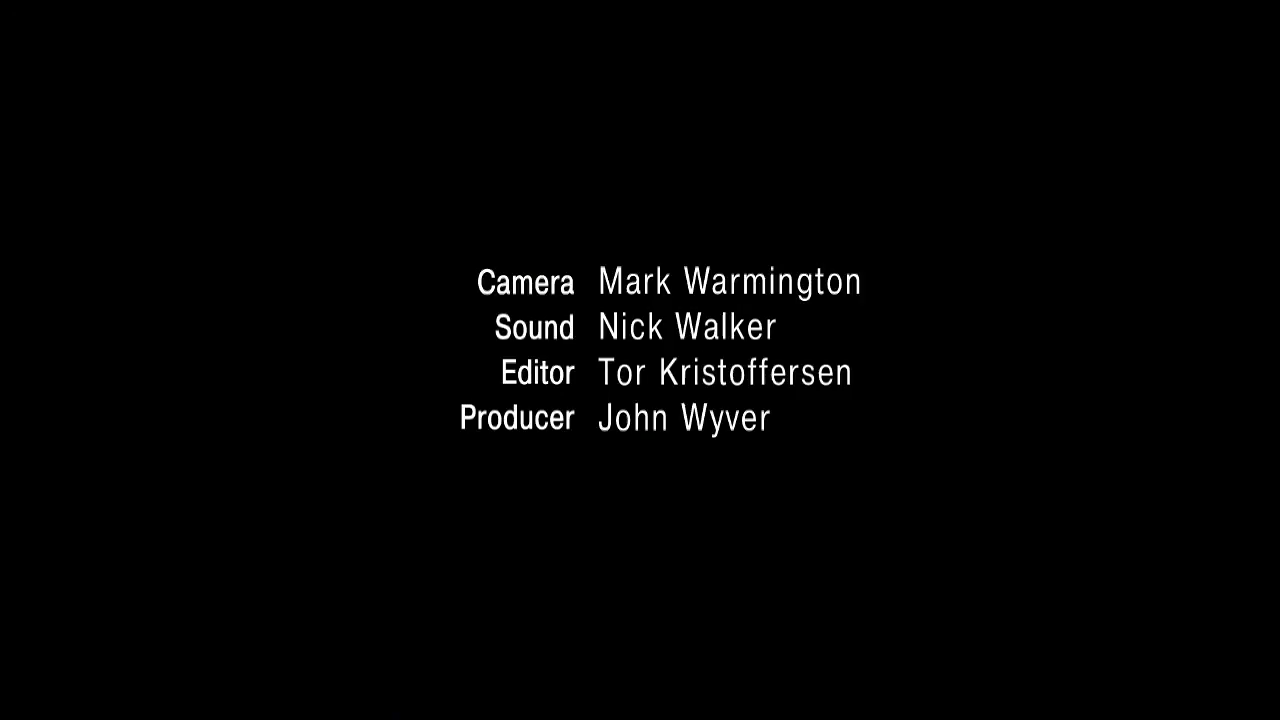 Camera Mark Warmington
Sound Nick Walker
Editor Tor Kristoffersen
Producer John Wyver